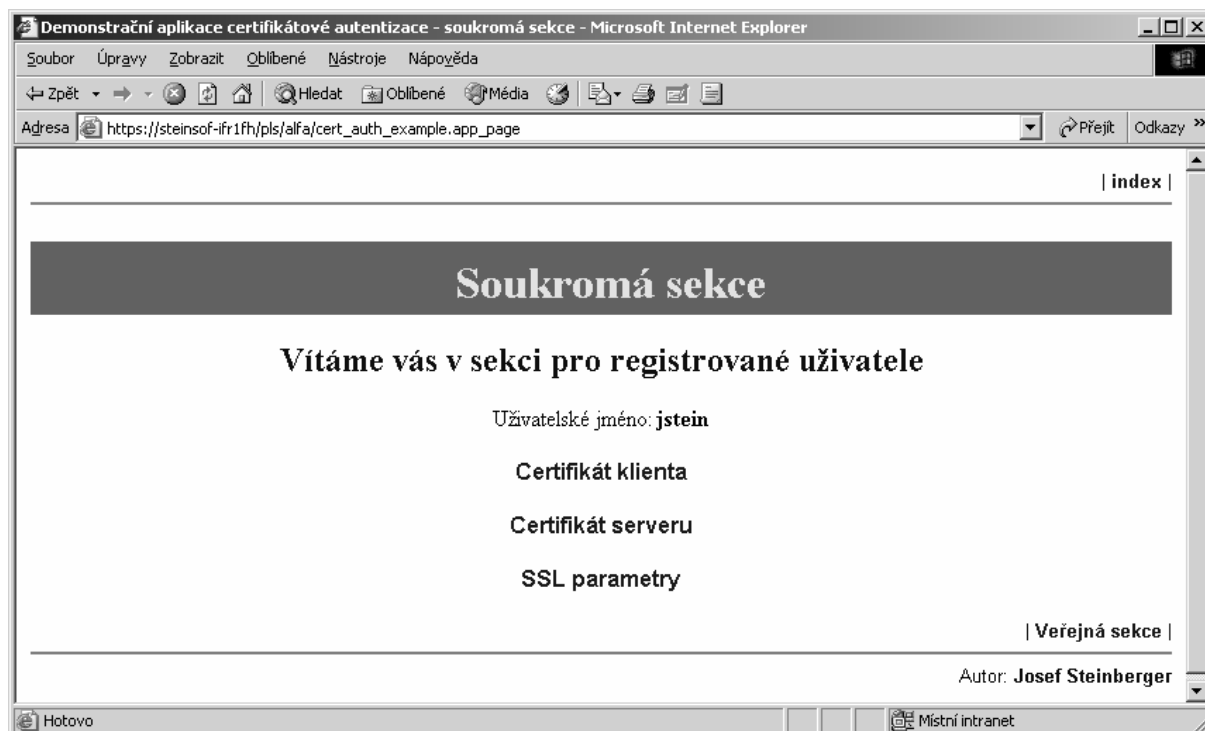 Demonstrační aplikace certifikátové autentizace - soukromá sekce - Microsoft Internet Explorer
Soubor Úpravy Zobrazit Oblíbené Nástroje Nápověda
Zpět Hledat Oblíbené Média
Adresa https://steinsof-ifr1fh/pls/alfa/cert_auth_example.app_page Přejít Odkazy »
| index |
Soukromá sekce
Vítáme vás v sekci pro registrované uživatele
Uživatelské jméno: jstein
Certifikát klienta
Certifikát serveru
SSL parametry
| Veřejná sekce |
Autor: Josef Steinberger
Hotovo Místní intranet